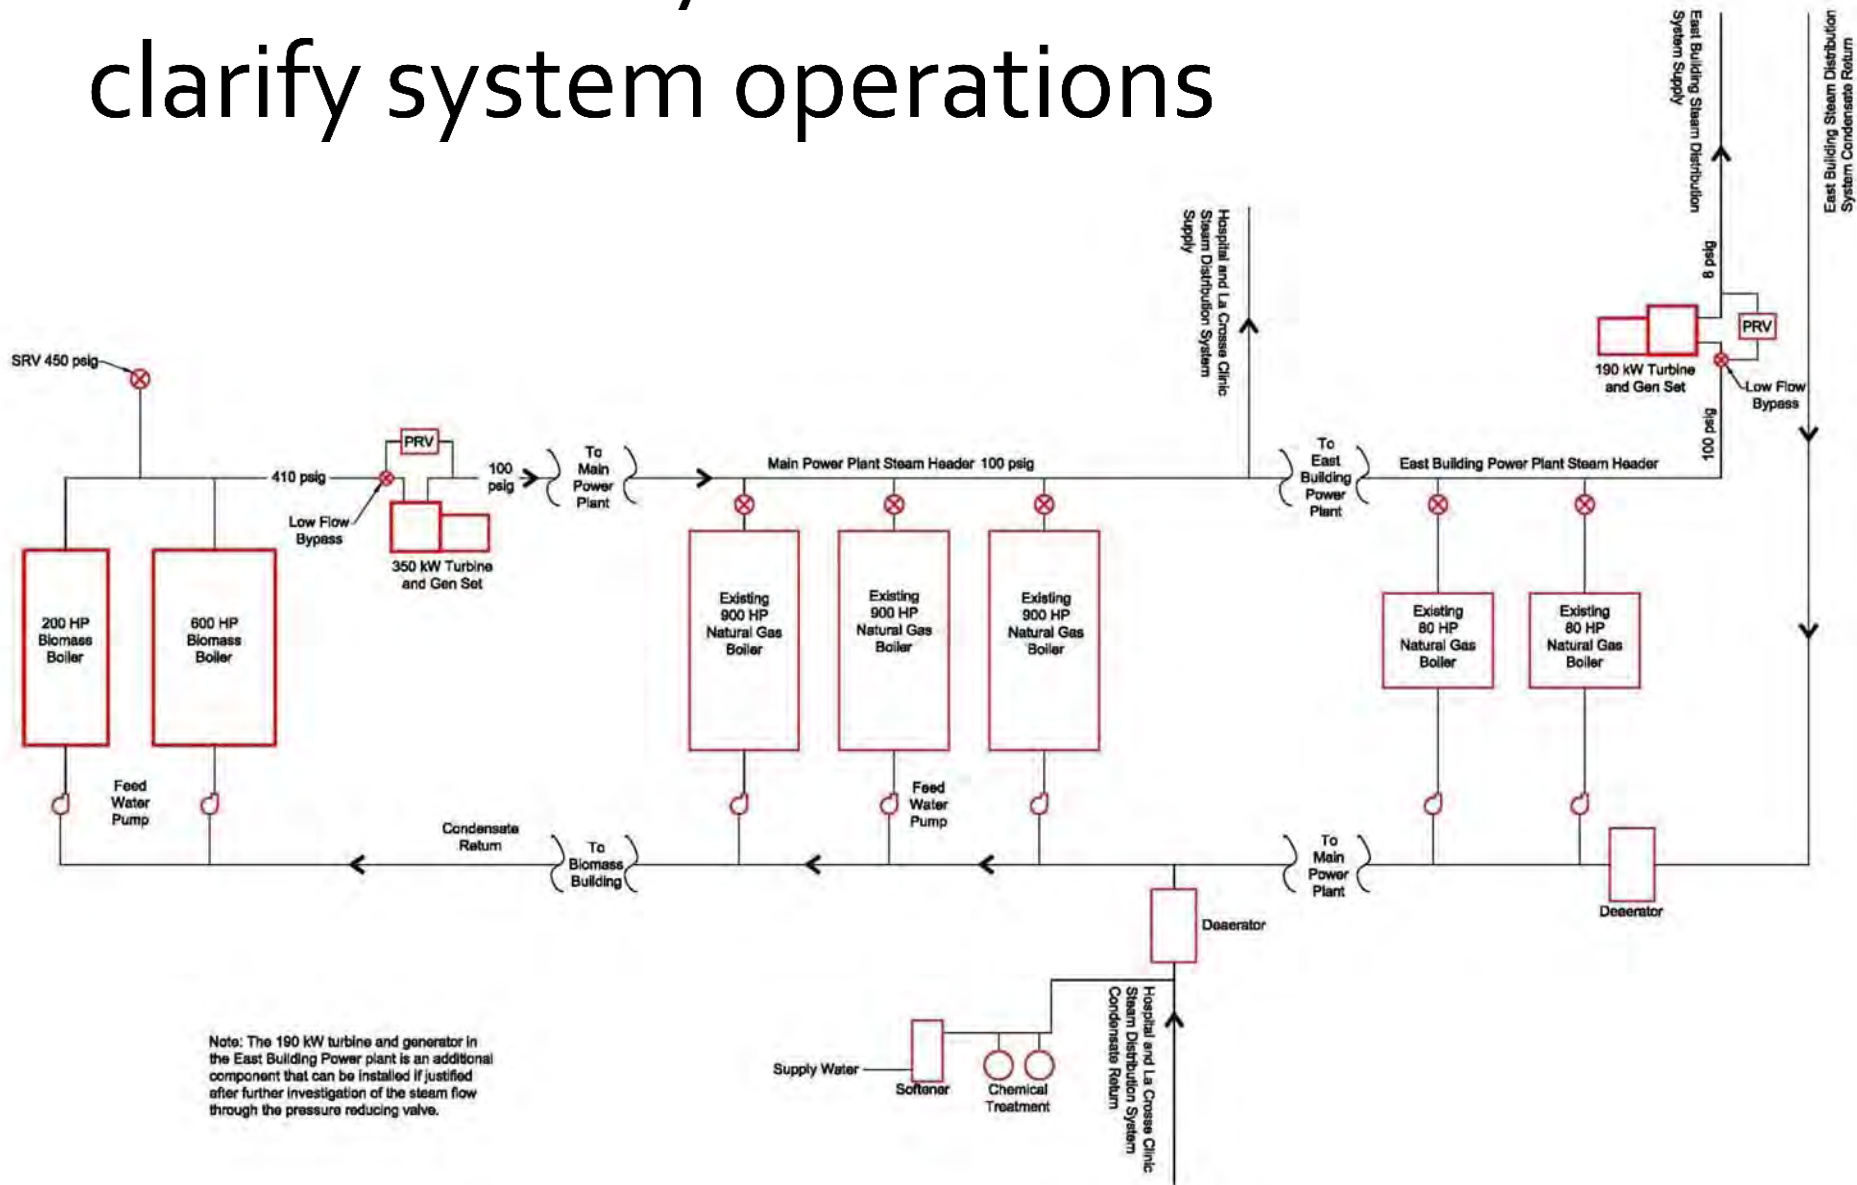 clarify system operations
East Building Steam Distribution
System Supply
East Building Steam Distribution
System Condensate Return
Hospital and La Crosse Clinic
Steam Distribution System
Supply
8 psig
PRV
190 kW Turbine
and Gen Set
Low Flow
Bypass
100 psig
SRV 450 psig
PRV
410 psig
100
psig
To
Main
Power
Plant
Main Power Plant Steam Header 100 psig
To
East
Building
Power
Plant
East Building Power Plant Steam Header
Low Flow
Bypass
350 kW Turbine
and Gen Set
200 HP
Biomass
Boiler
600 HP
Biomass
Boiler
Existing
900 HP
Natural Gas
Boiler
Existing
900 HP
Natural Gas
Boiler
Existing
900 HP
Natural Gas
Boiler
Existing
80 HP
Natural Gas
Boiler
Existing
80 HP
Natural Gas
Boiler
Feed
Water
Pump
Feed
Water
Pump
Condensate
Return
To
Biomass
Building
To
Main
Power
Plant
Deaerator
Deaerator
Hospital and La Crosse Clinic
Steam Distribution System
Condensate Return
Supply Water
Softener
Chemical
Treatment
Note: The 190 kW turbine and generator in
the East Building Power plant is an additional
component that can be installed if justified
after further investigation of the steam flow
through the pressure reducing valve.